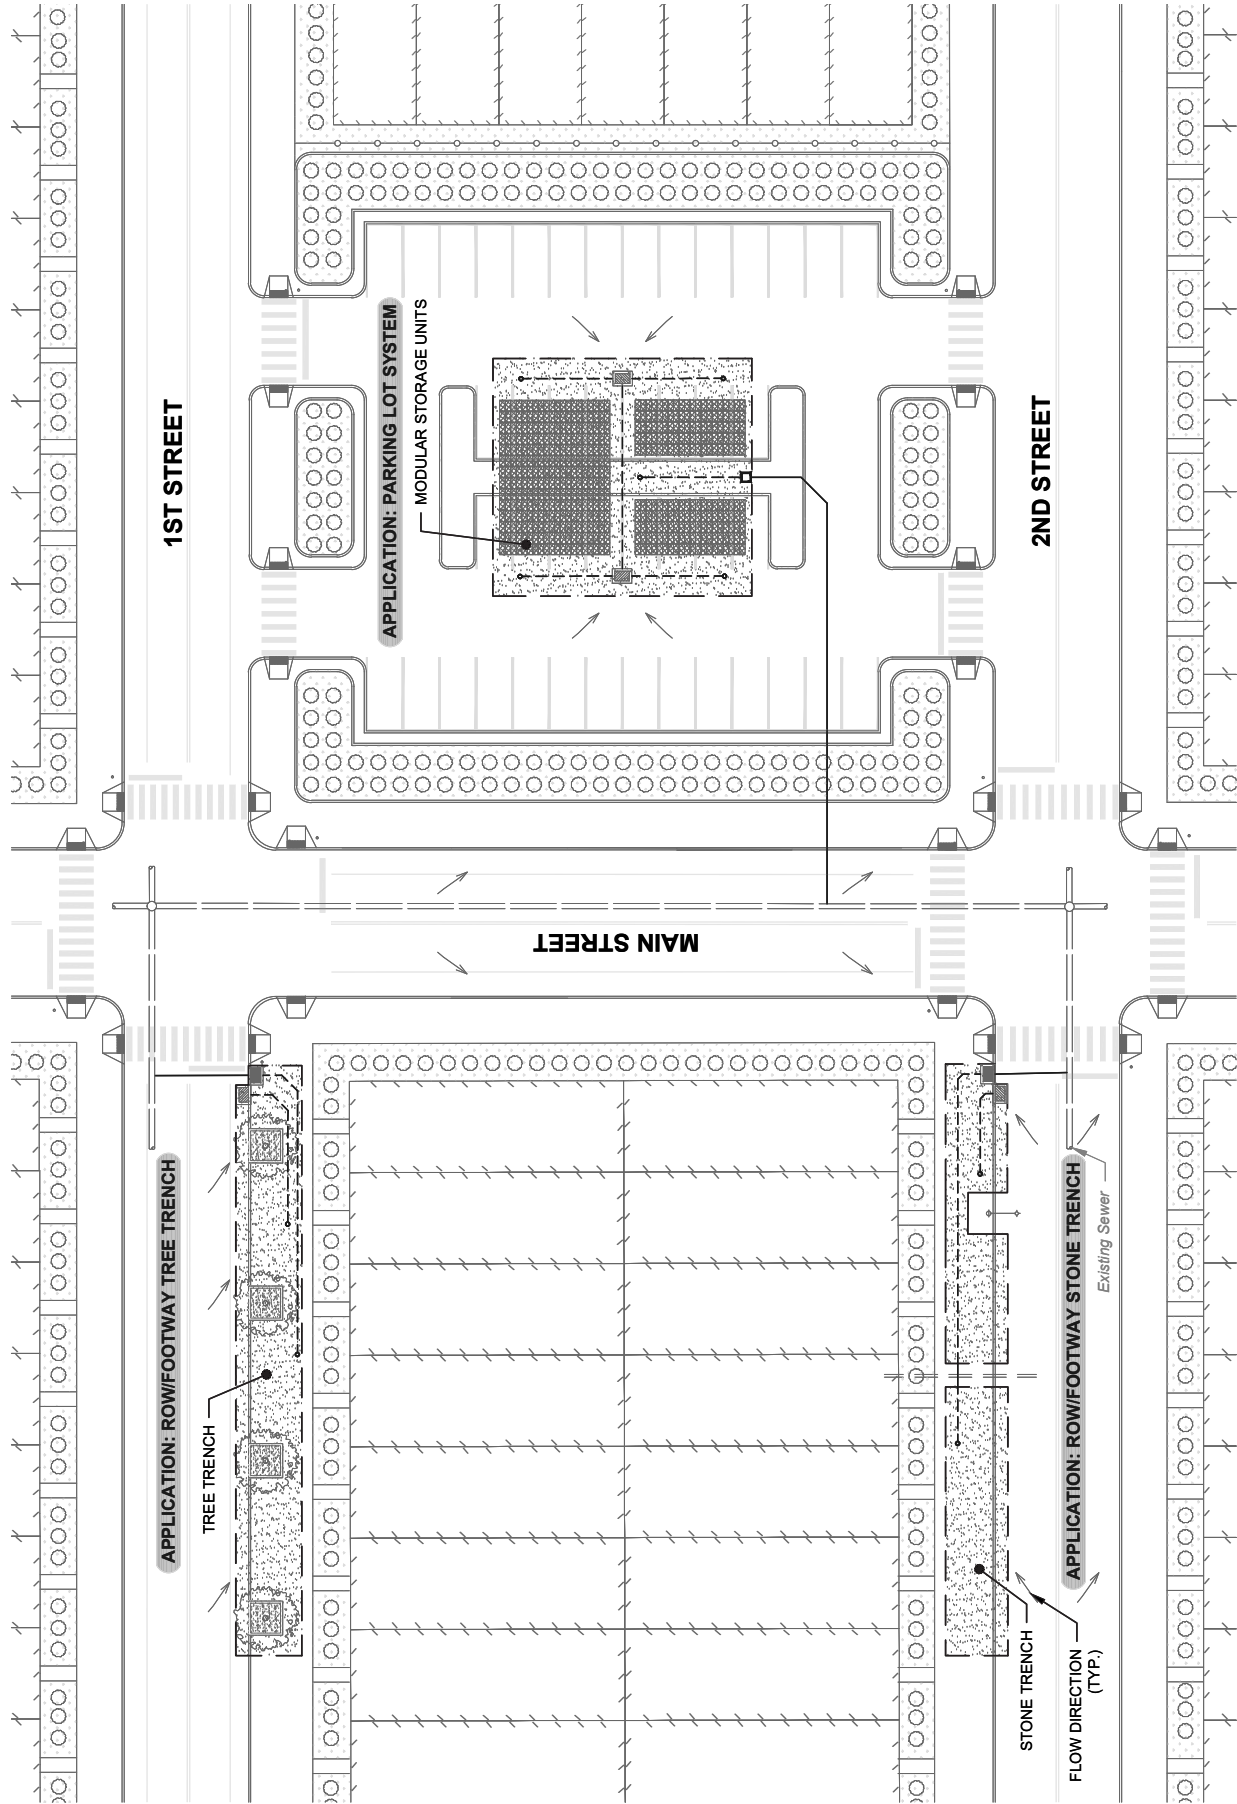 1ST STREET
APPLICATION: PARKING LOT SYSTEM
MODULAR STORAGE UNITS
2ND STREET
MAIN STREET
APPLICATION: ROW/FOOTWAY TREE TRENCH
TREE TRENCH
APPLICATION: ROW/FOOTWAY STONE TRENCH
Existing Sewer
STONE TRENCH
FLOW DIRECTION
(TYP.)